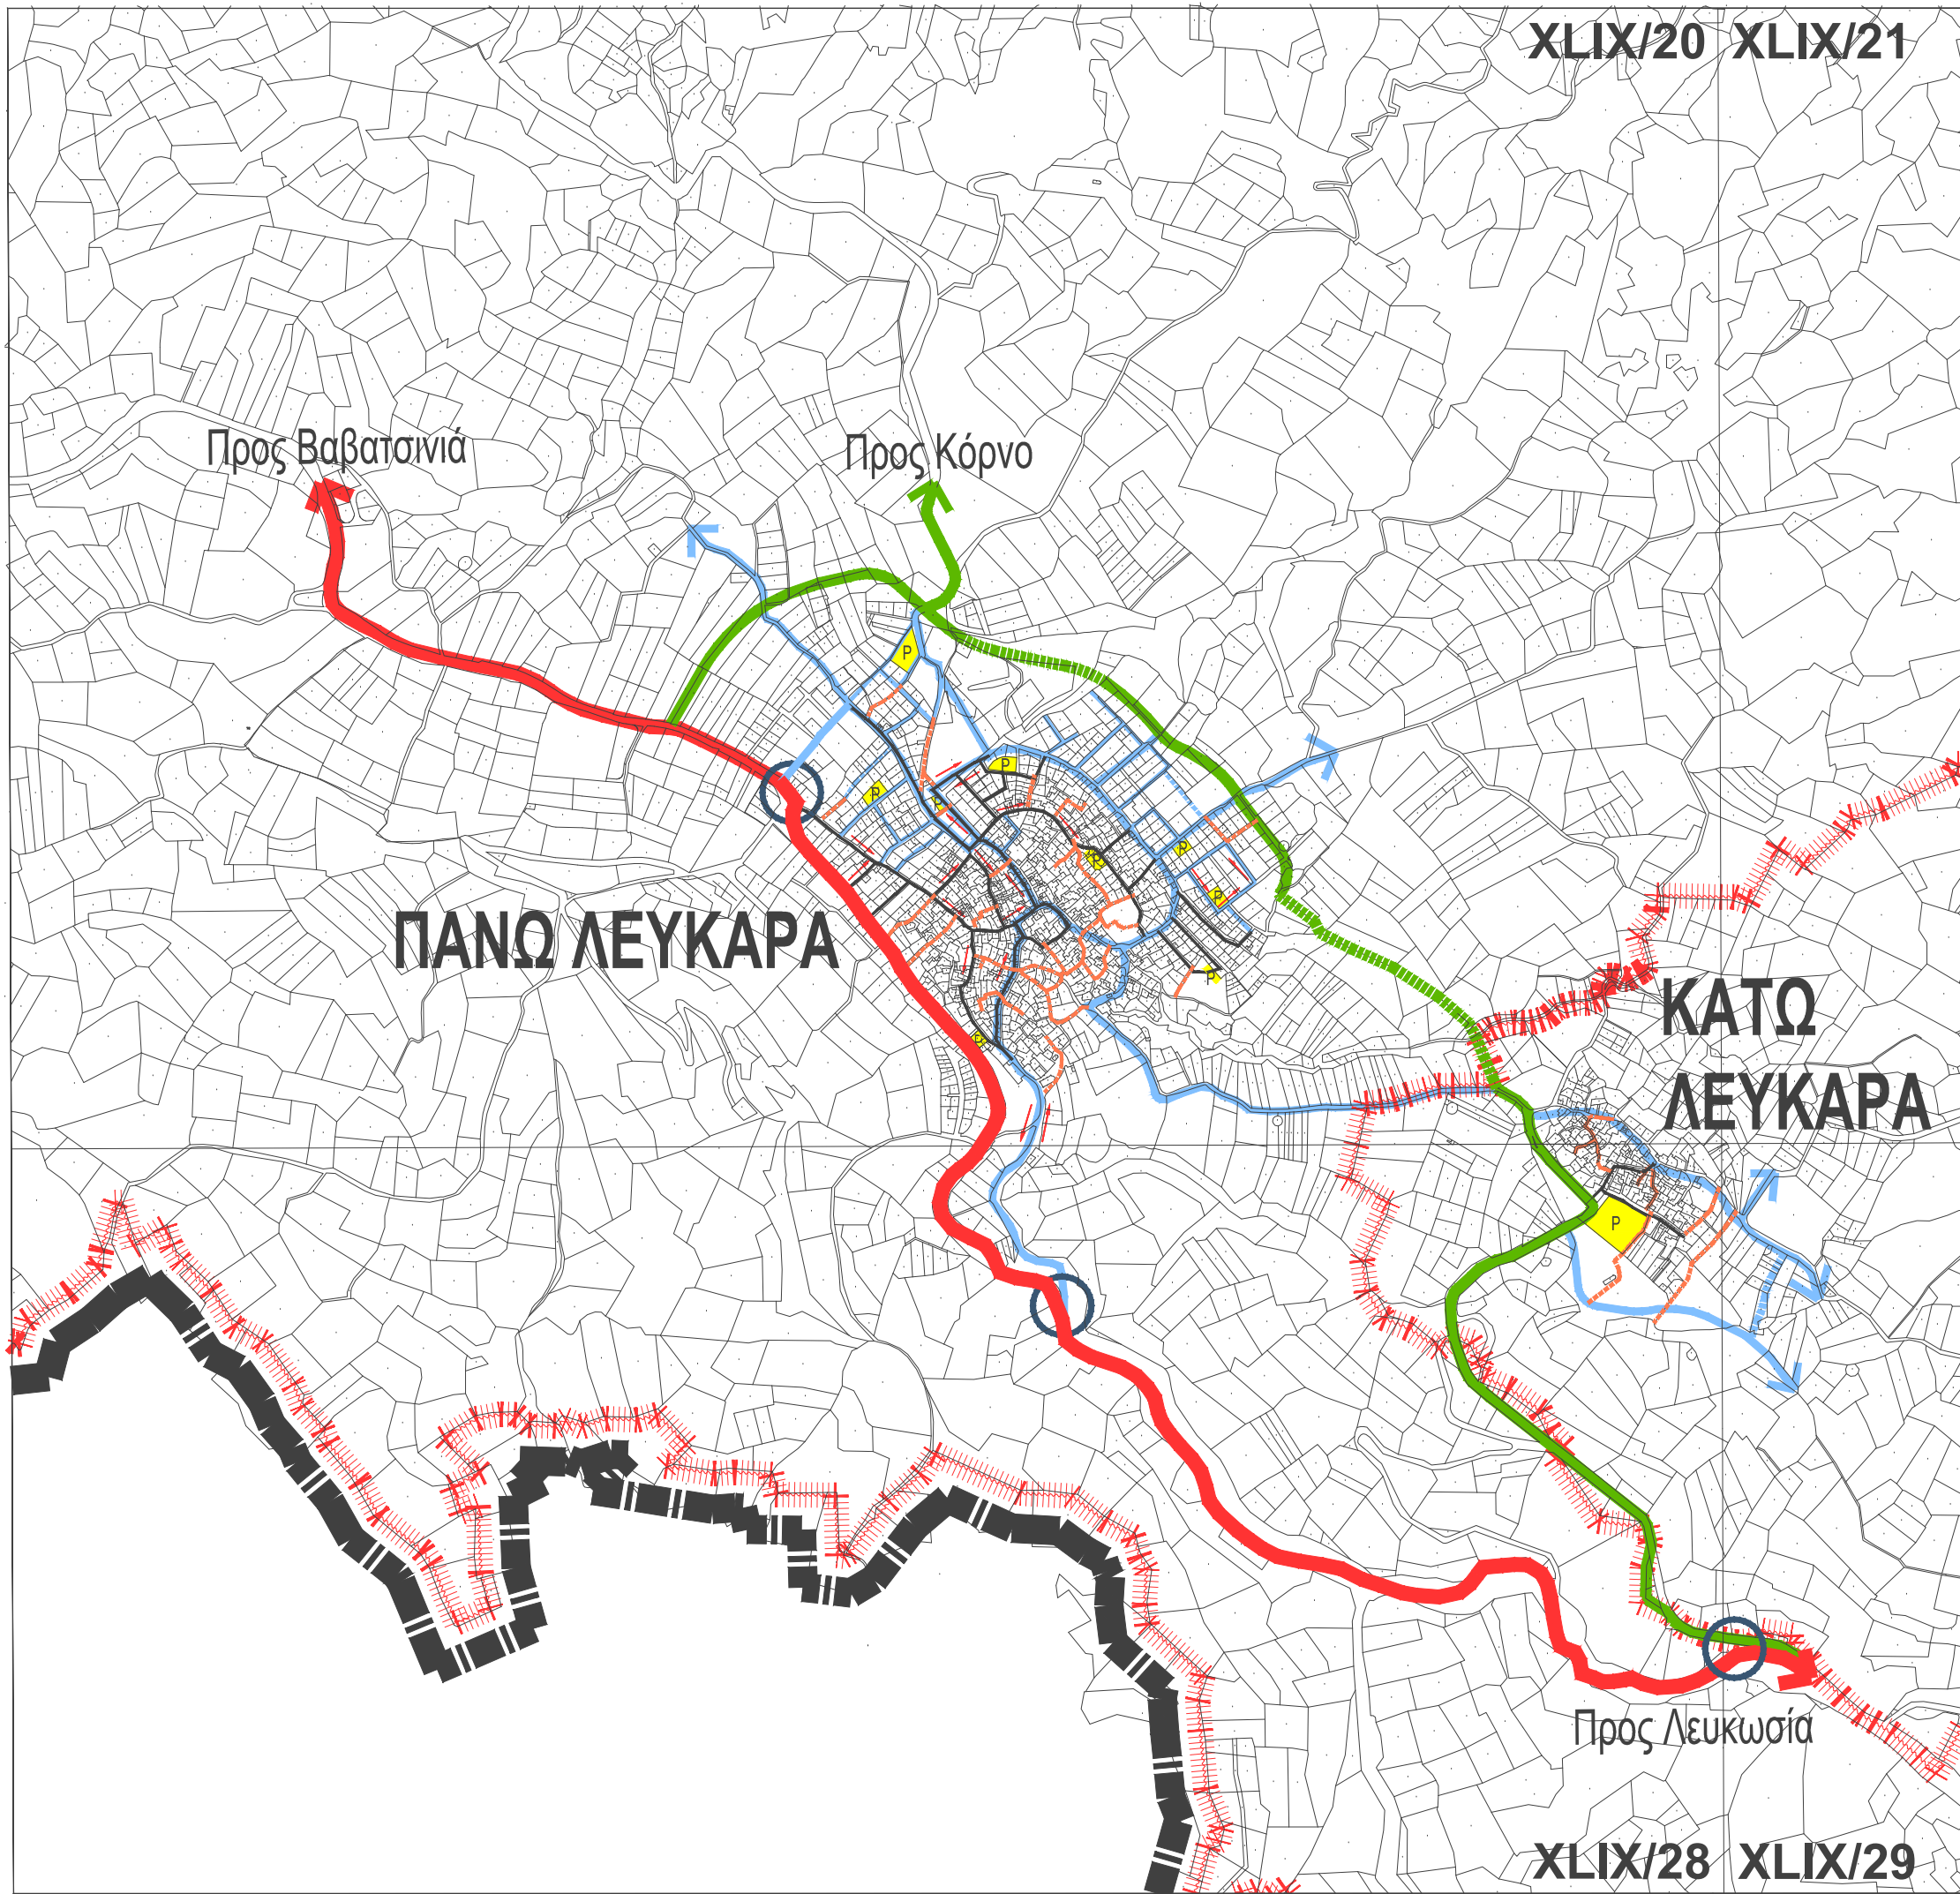 XLIX/20 XLIX/21
Προς Βαβατσινιά
Προς Κόρνο
P
P
P
P
P
P
P
ΠΑΝΩ ΛΕΥΚΑΡΑ
P
P
ΚΑΤΩ
ΛΕΥΚΑΡΑ
P
Προς Λευκωσία
XLIX/28 XLIX/29